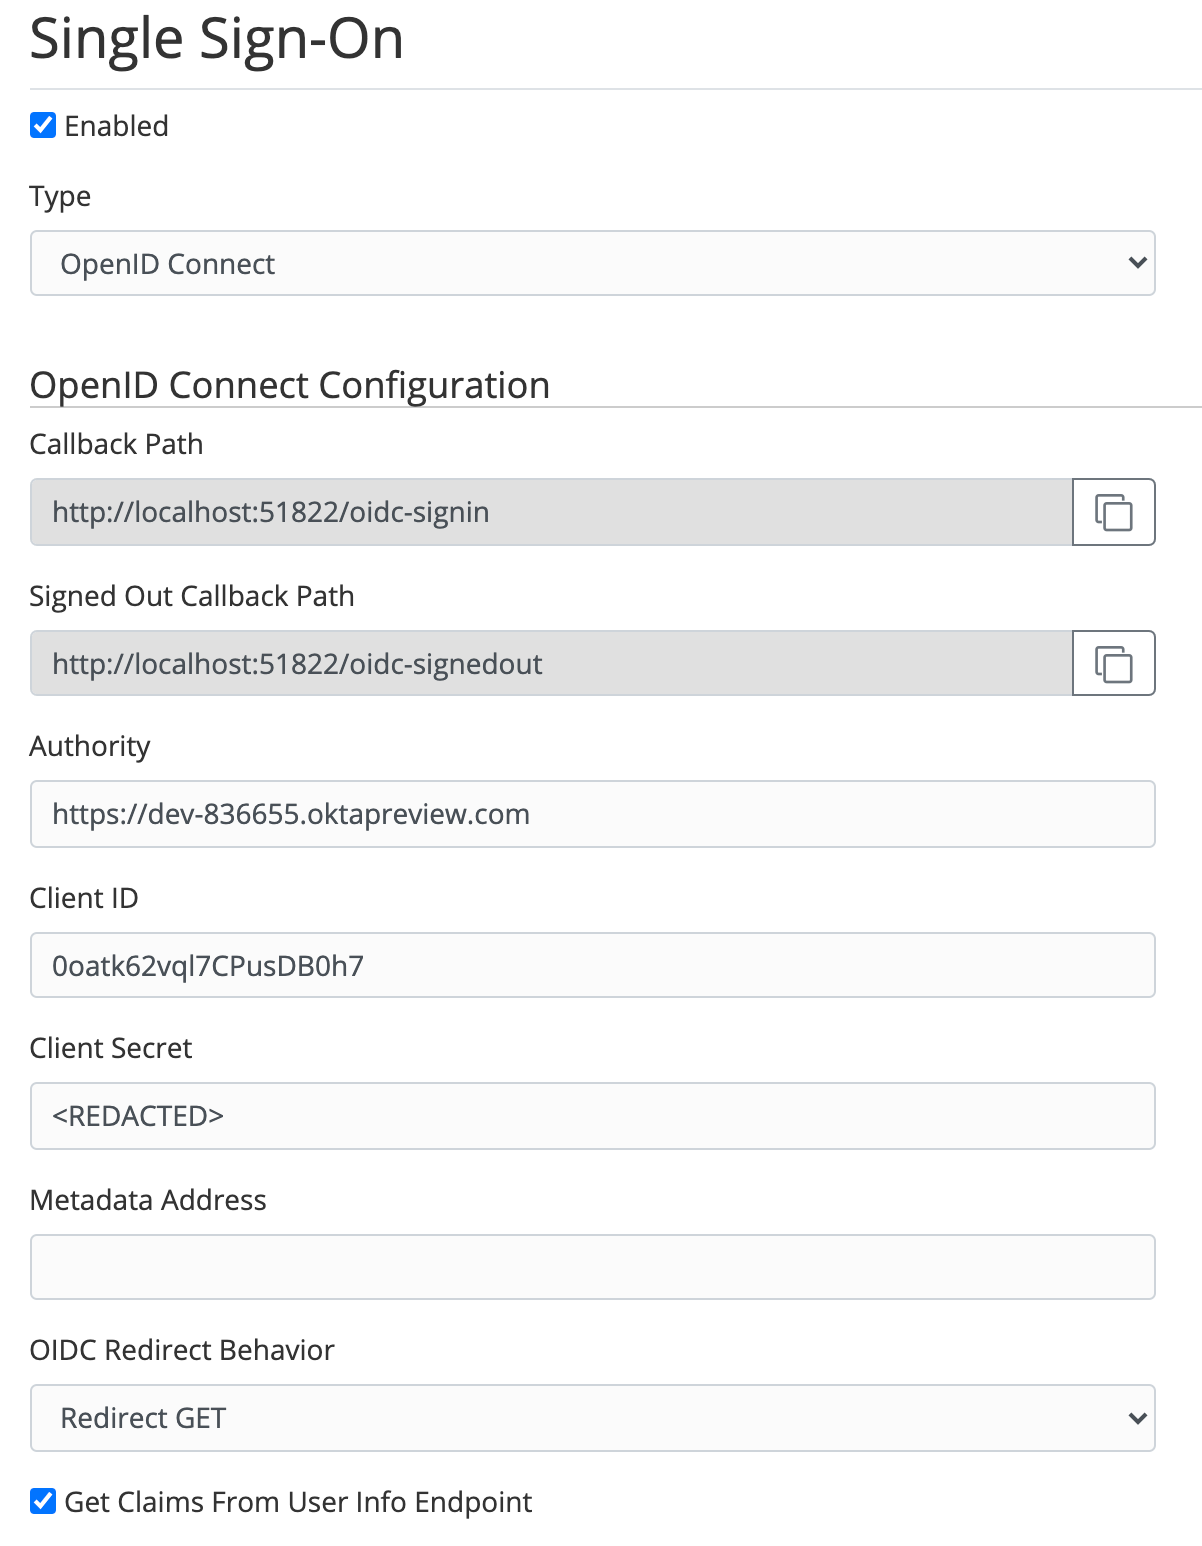 Single Sign-On
Enabled
Type
OpenID Connect
OpenID Connect Configuration
Callback Path
http://localhost:51822/oidc-signin
Signed Out Callback Path
http://localhost:51822/oidc-signedout
Authority
https://dev-836655.oktapreview.com
Client ID
0oatk62vql7CPusDB0h7
Client Secret
<REDACTED>
Metadata Address
OIDC Redirect Behavior
Redirect GET
Get Claims From User Info Endpoint